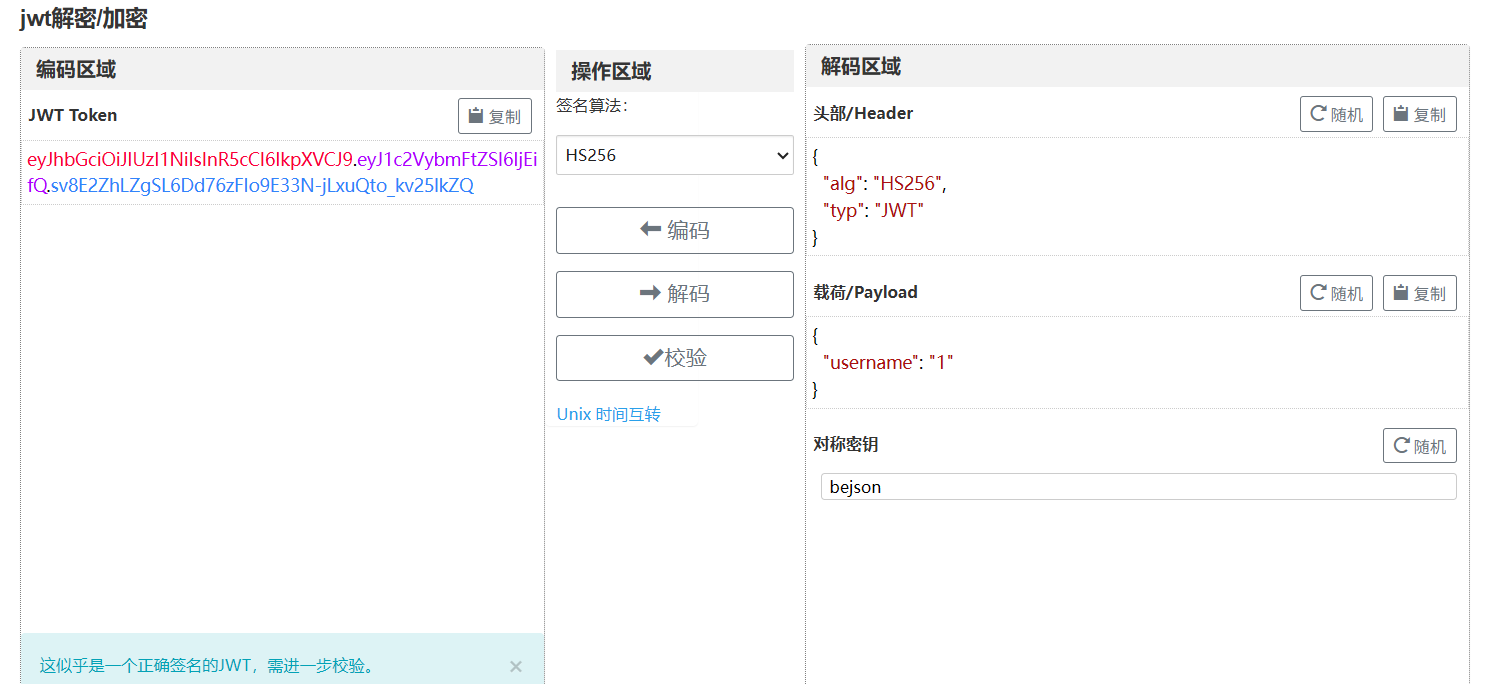 jwt解密/加密
编码区域
JWT Token
复制
eyJhbGciOiJIUzI1NiIsInR5cCI6IkpXVCJ9.eyJ1c2VybmFtZSI6IjEi
fQ.sv8E2ZhLZgSL6Dd76zFIo9E33N-jLxuQto_kv25IkZQ
这似乎是一个正确签名的JWT，需进一步校验。
×
操作区域
签名算法：
HS256
编码
解码
校验
Unix 时间互转
解码区域
头部/Header
随机
复制
{
"alg": "HS256",
"typ": "JWT"
}
载荷/Payload
随机
复制
{
"username": "1"
}
对称密钥
随机
bejson